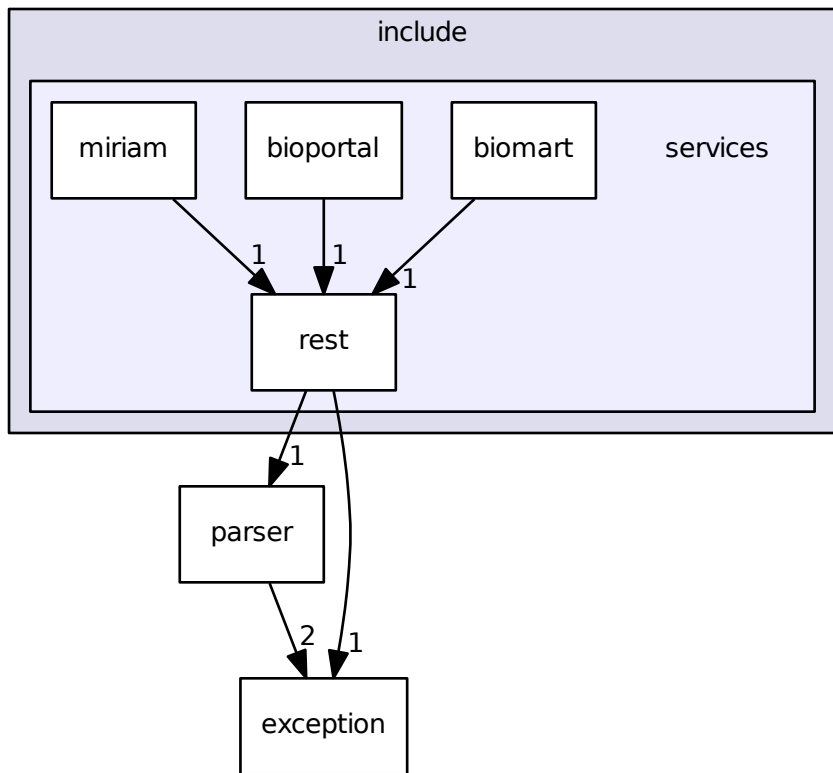 include
miriam
bioportal
biomart
services
1
1
1
rest
1
parser
2
1
exception